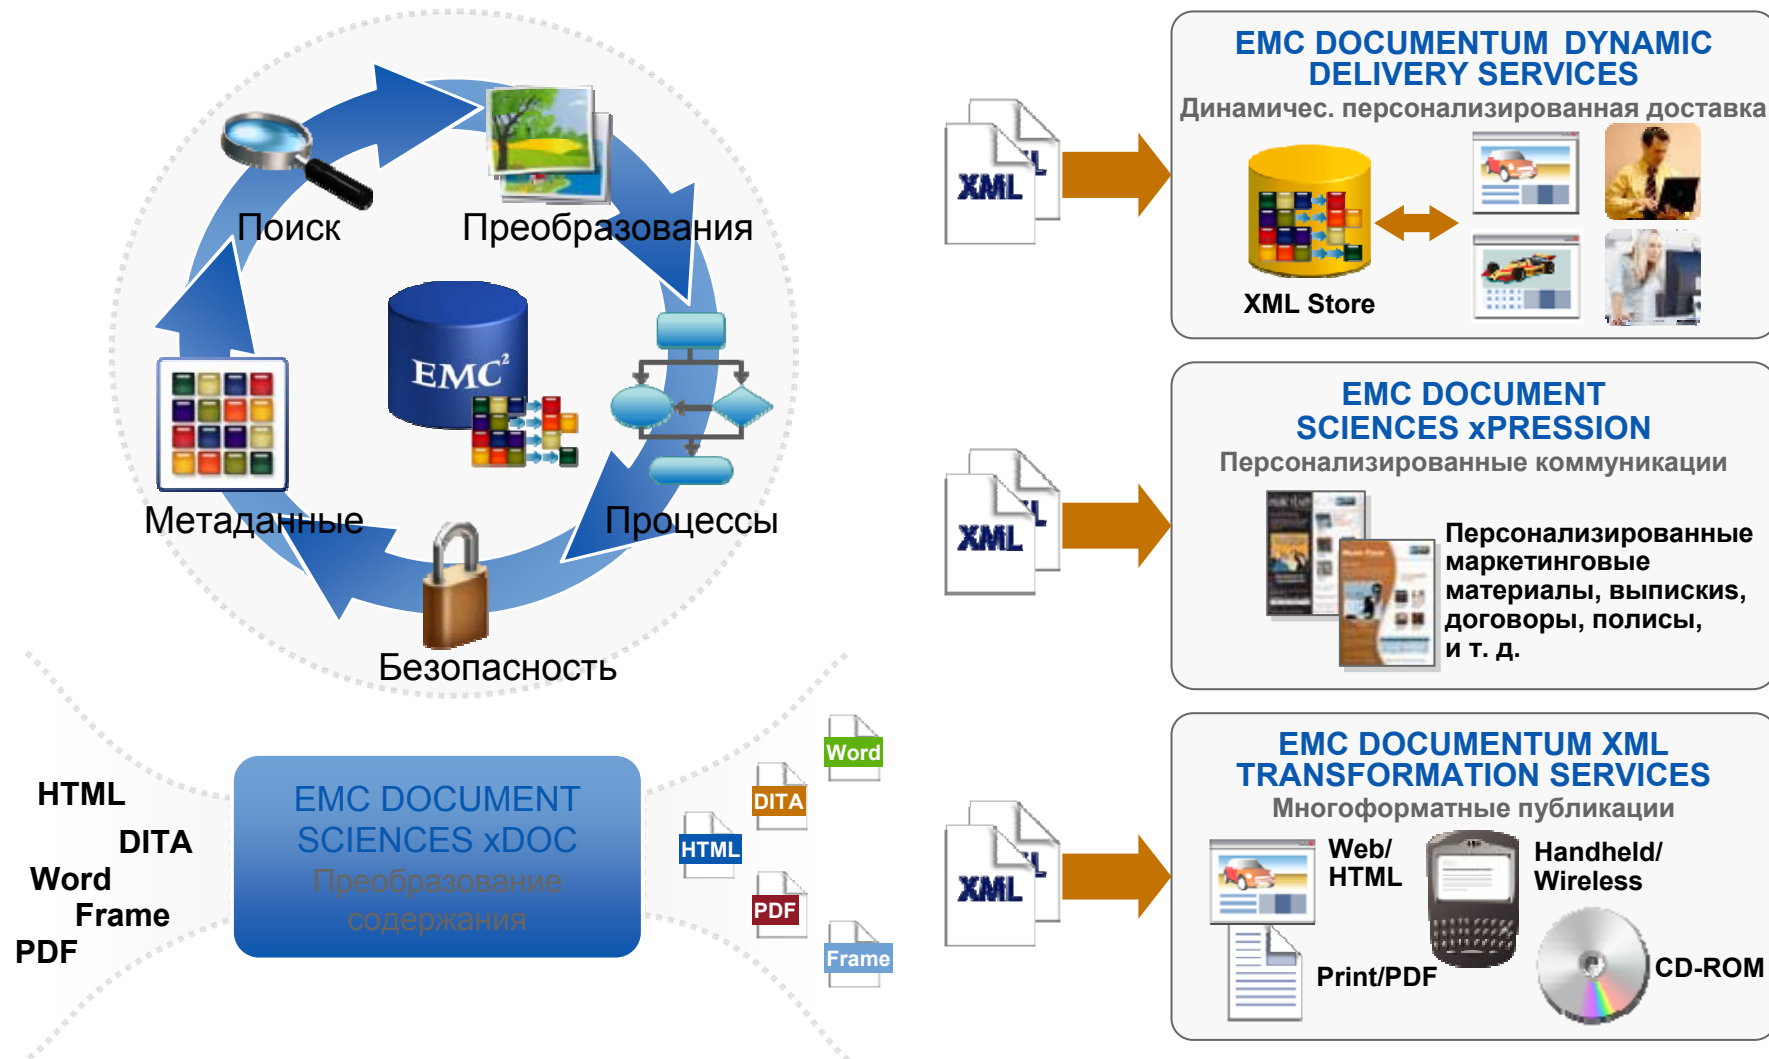 Поиск
Преобразования
EMC²
Метаданные
Процессы
Безопасность
HTML
DITA
Word
Frame
PDF
EMC DOCUMENT
SCIENCES xDOC
Преобразование
содержания
Word
DITA
HTML
PDF
Frame
XML
EMC DOCUMENTUM DYNAMIC
DELIVERY SERVICES
Динамичес. персонализированная доставка
XML Store
XML
EMC DOCUMENT
SCIENCES xPRESSION
Персонализированные коммуникации
Персонализированные
маркетинговые
материалы, выпискиs,
договоры, полисы,
и т. д.
XML
EMC DOCUMENTUM XML
TRANSFORMATION SERVICES
Многоформатные публикации
Web/
HTML
Handheld/
Wireless
Print/PDF
CD-ROM